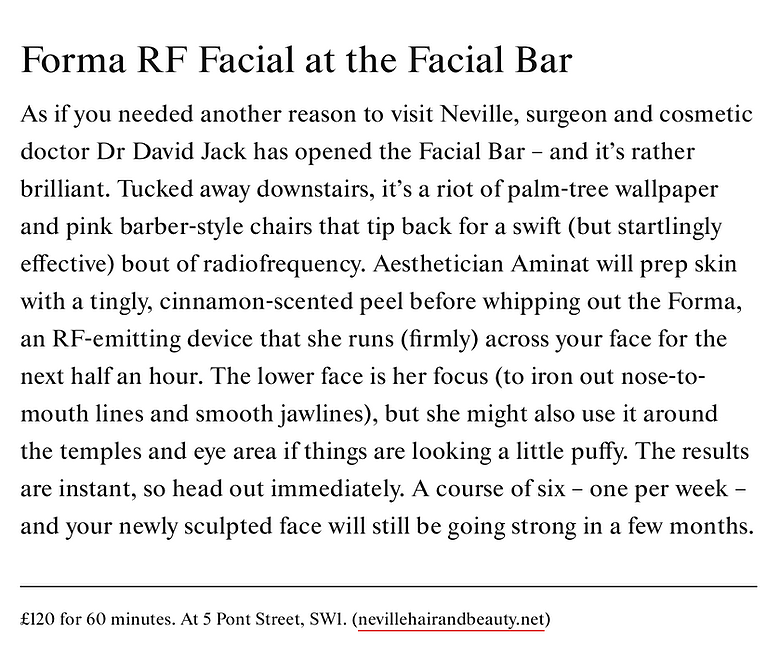 Forma RF Facial at the Facial Bar
As if you needed another reason to visit Neville, surgeon and cosmetic
doctor Dr David Jack has opened the Facial Bar – and it’s rather
brilliant. Tucked away downstairs, it’s a riot of palm-tree wallpaper
and pink barber-style chairs that tip back for a swift (but startlingly
effective) bout of radiofrequency. Aesthetician Aminat will prep skin
with a tingly, cinnamon-scented peel before whipping out the Forma,
an RF-emitting device that she runs (firmly) across your face for the
next half an hour. The lower face is her focus (to iron out nose-to-
mouth lines and smooth jawlines), but she might also use it around
the temples and eye area if things are looking a little puffy. The results
are instant, so head out immediately. A course of six – one per week –
and your newly sculpted face will still be going strong in a few months.
£120 for 60 minutes. At 5 Pont Street, SW1. (nevillehairandbeauty.net)